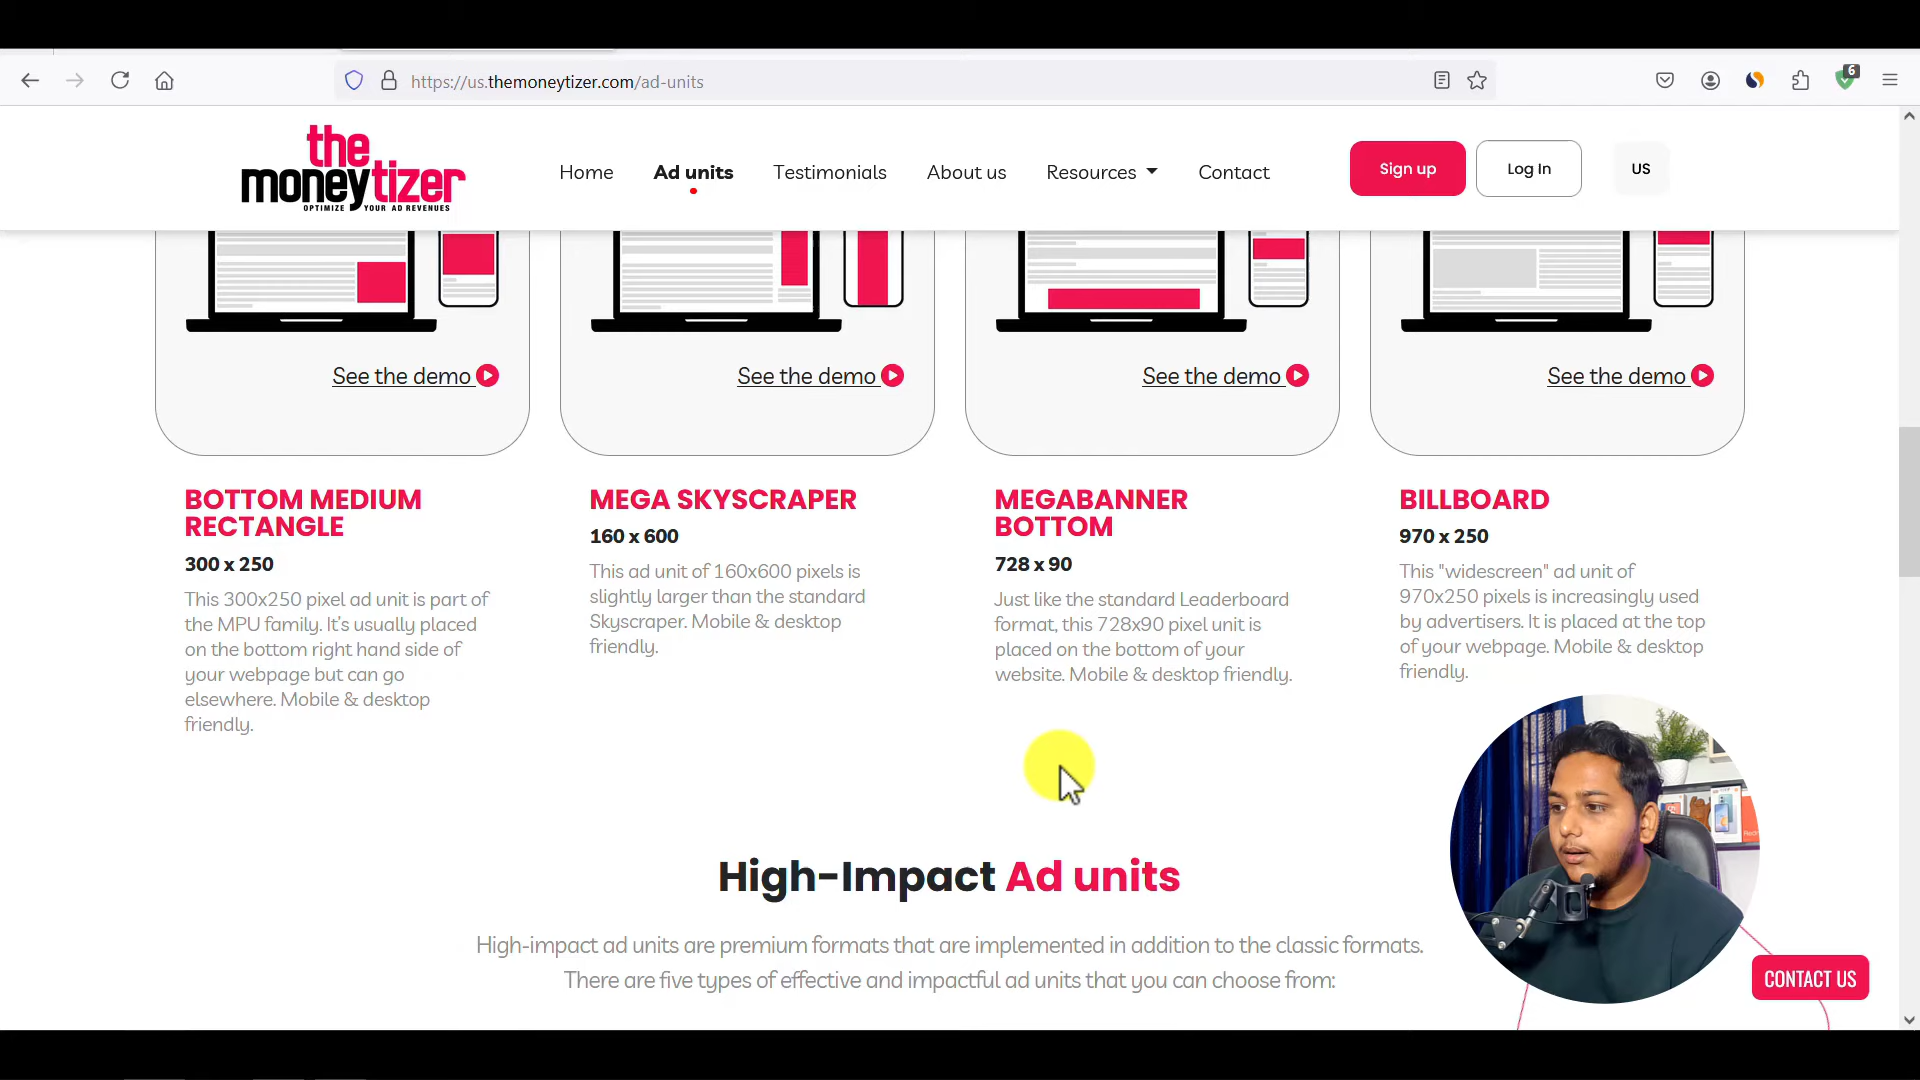 https://us.themoneytizer.com/ad-units
6
the
moneytizer
OPTIMIZE YOUR AD REVENUES
Home
Ad units
Testimonials
About us
Resources
Contact
Sign up
Log In
US
See the demo
See the demo
See the demo
See the demo
BOTTOM MEDIUM
RECTANGLE
300 x 250
This 300x250 pixel ad unit is part of
the MPU family. It's usually placed
on the bottom right hand side of
your webpage but can go
elsewhere. Mobile & desktop
friendly.
MEGA SKYSCRAPER
160 x 600
This ad unit of 160x600 pixels is
slightly larger than the standard
Skyscraper. Mobile & desktop
friendly.
MEGABANNER
BOTTOM
728 x 90
Just like the standard Leaderboard
format, this 728x90 pixel unit is
placed on the bottom of your
website. Mobile & desktop friendly.
BILLBOARD
970 x 250
This "widescreen" ad unit of
970x250 pixels is increasingly used
by advertisers. It is placed at the top
of your webpage. Mobile & desktop
friendly.
High-Impact Ad units
High-impact ad units are premium formats that are implemented in addition to the classic formats.
There are five types of effective and impactful ad units that you can choose from:
CONTACT US